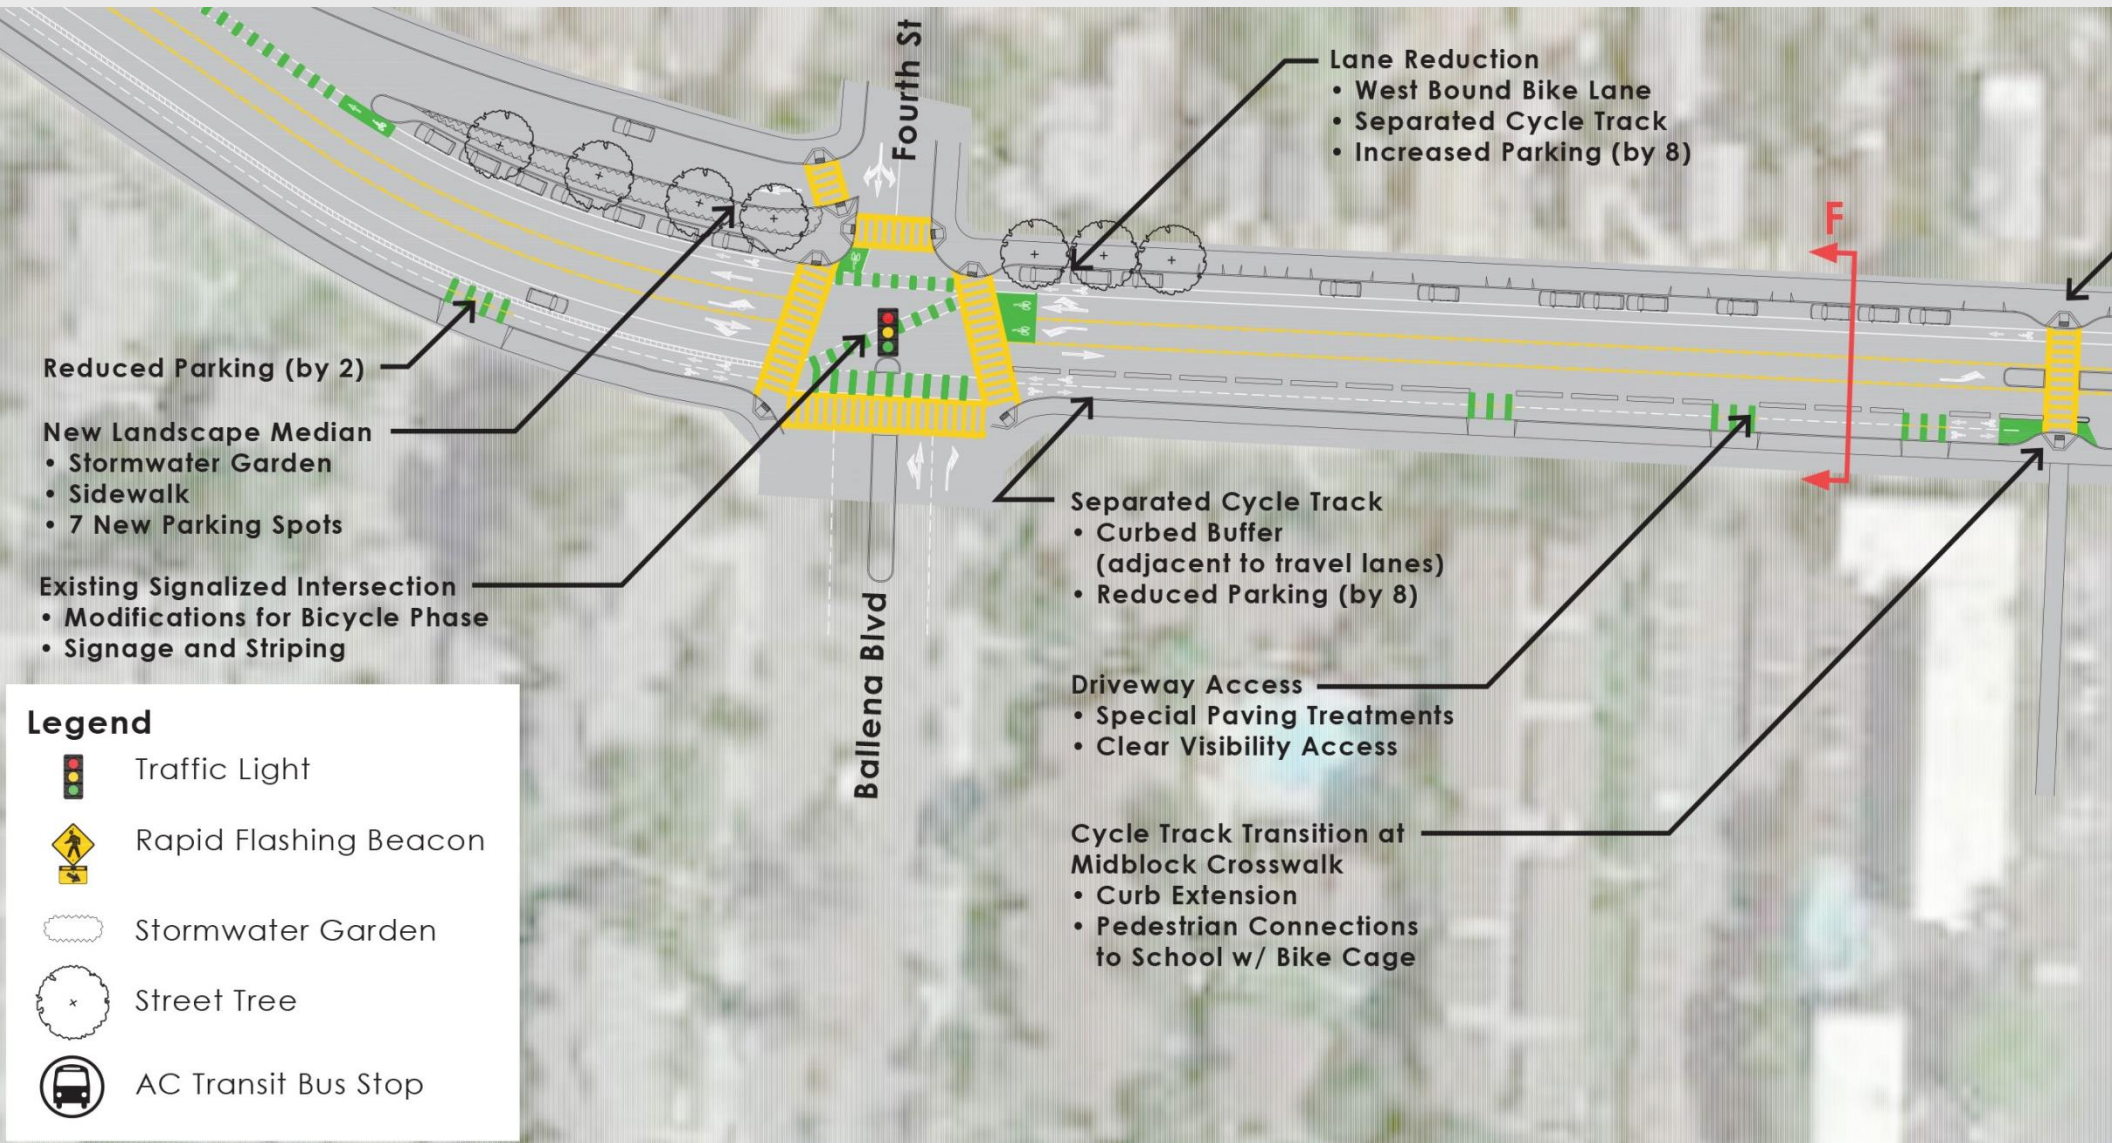 Fourth St
Lane Reduction
• West Bound Bike Lane
• Separated Cycle Track
• Increased Parking (by 8)
F
Reduced Parking (by 2)
New Landscape Median
• Stormwater Garden
• Sidewalk
• 7 New Parking Spots
Existing Signalized Intersection
• Modifications for Bicycle Phase
• Signage and Striping
Separated Cycle Track
• Curbed Buffer
(adjacent to travel lanes)
• Reduced Parking (by 8)
Ballena Blvd
Driveway Access
• Special Paving Treatments
• Clear Visibility Access
Cycle Track Transition at
Midblock Crosswalk
• Curb Extension
• Pedestrian Connections
to School w/ Bike Cage
Legend
Traffic Light
Rapid Flashing Beacon
Stormwater Garden
Street Tree
AC Transit Bus Stop